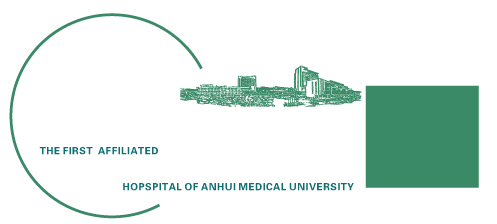 THE FIRST AFFILIATED
HOPSPITAL OF ANHUI MEDICAL UNIVERSITY